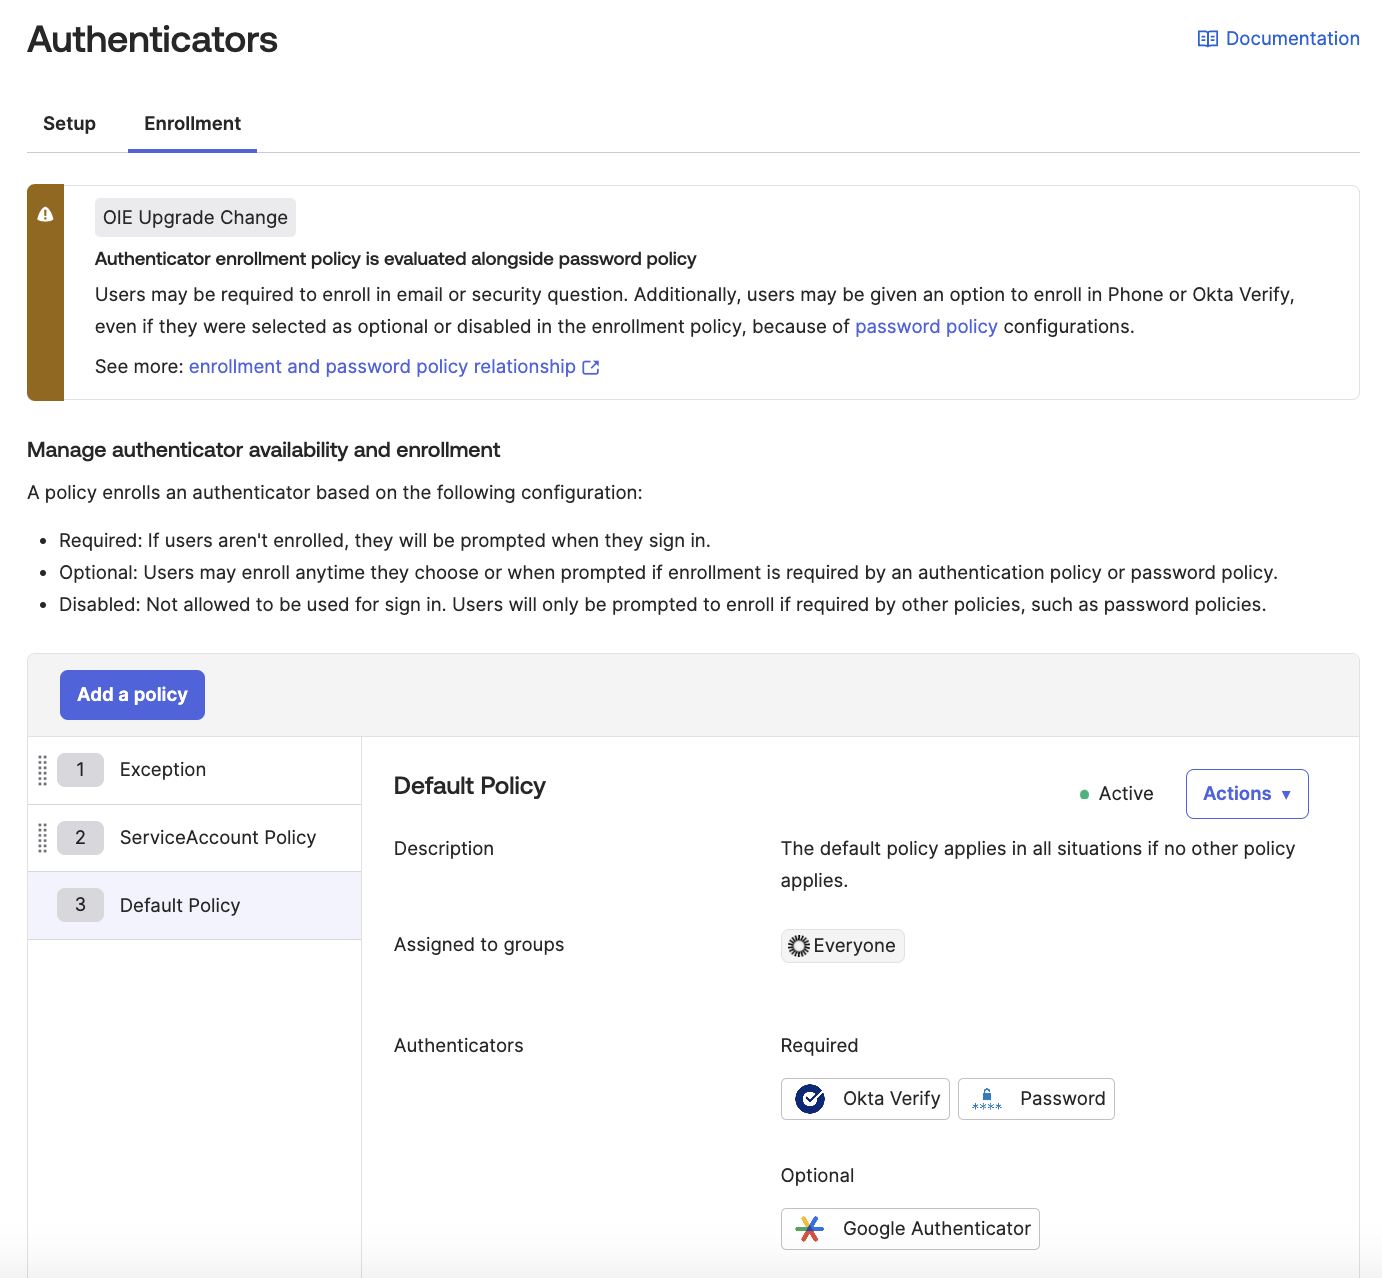 Authenticators
Documentation
Setup
Enrollment
OIE Upgrade Change
Authenticator enrollment policy is evaluated alongside password policy
Users may be required to enroll in email or security question. Additionally, users may be given an option to enroll in Phone or Okta Verify,
even if they were selected as optional or disabled in the enrollment policy, because of password policy configurations.
See more: enrollment and password policy relationship
Manage authenticator availability and enrollment
A policy enrolls an authenticator based on the following configuration:
• Required: If users aren't enrolled, they will be prompted when they sign in.
• Optional: Users may enroll anytime they choose or when prompted if enrollment is required by an authentication policy or password policy.
• Disabled: Not allowed to be used for sign in. Users will only be prompted to enroll if required by other policies, such as password policies.
Add a policy
1 Exception
2 ServiceAccount Policy
3 Default Policy
Default Policy
Active
Actions ▼
Description
The default policy applies in all situations if no other policy
applies.
Assigned to groups
Everyone
Authenticators
Required
Okta Verify
**** Password
Optional
Google Authenticator